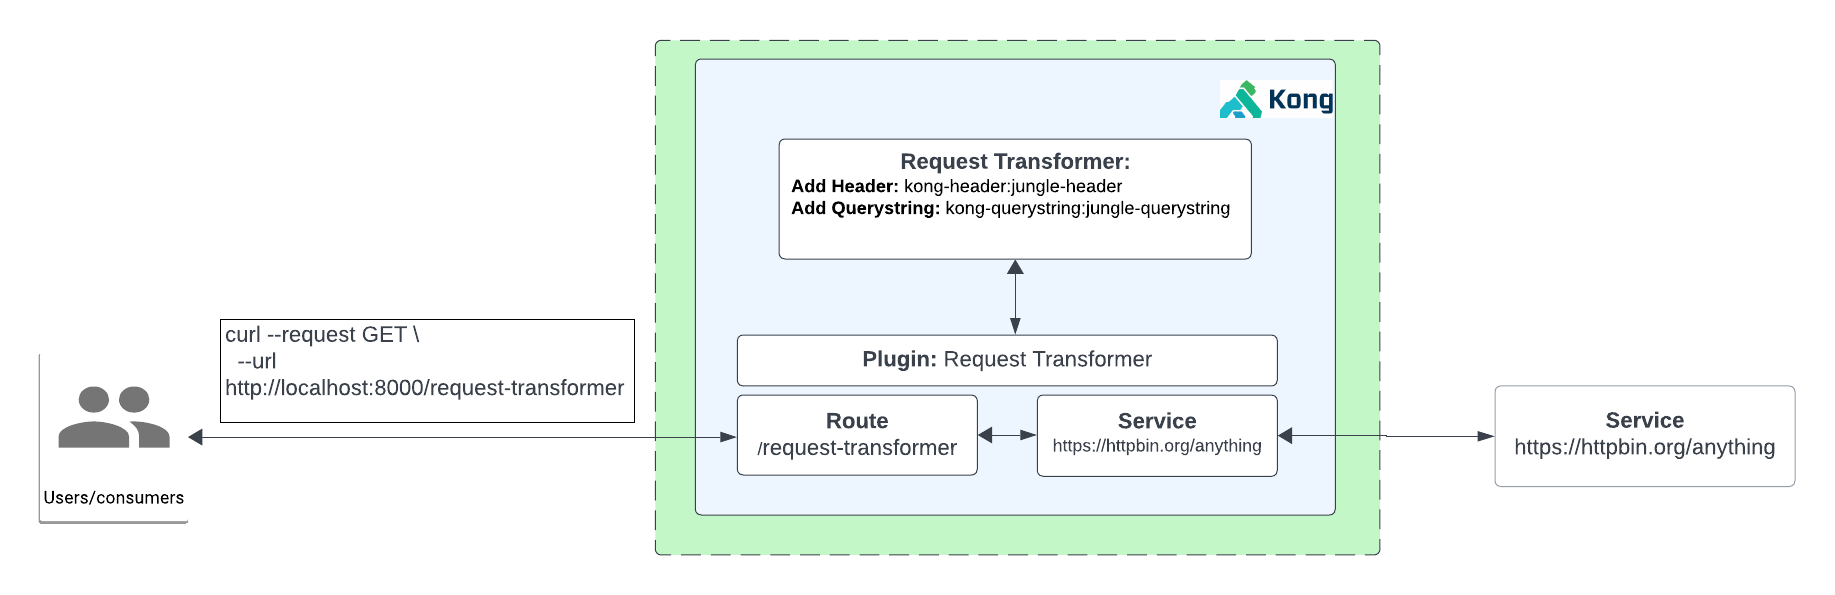 Kong
Request Transformer:
Add Header: kong-header:jungle-header
Add Querystring: kong-querystring:jungle-querystring
curl --request GET \
--url
http://localhost:8000/request-transformer
Plugin: Request Transformer
Route
/request-transformer
Service
https://httpbin.org/anything
Service
https://httpbin.org/anything
Users/consumers